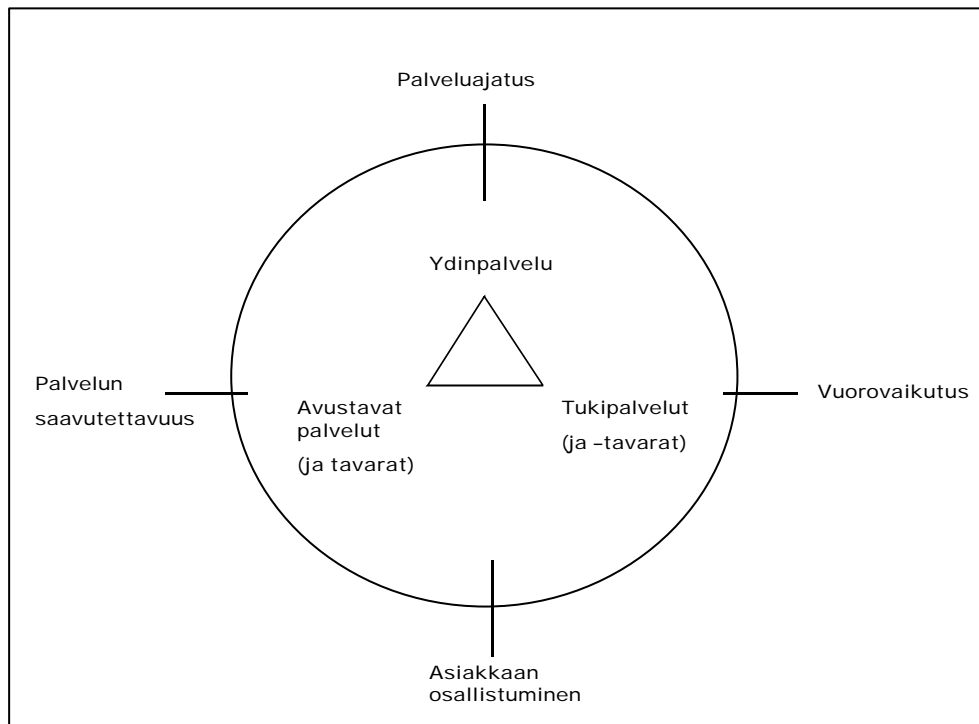 Palveluajatus
Ydinpalvelu
Palvelun
saavutettavuus
Avustavat
palvelut
(ja tavarat)
Tukipalvelut
(ja –tavarat)
Vuorovaikutus
Asiakkaan
osallistuminen